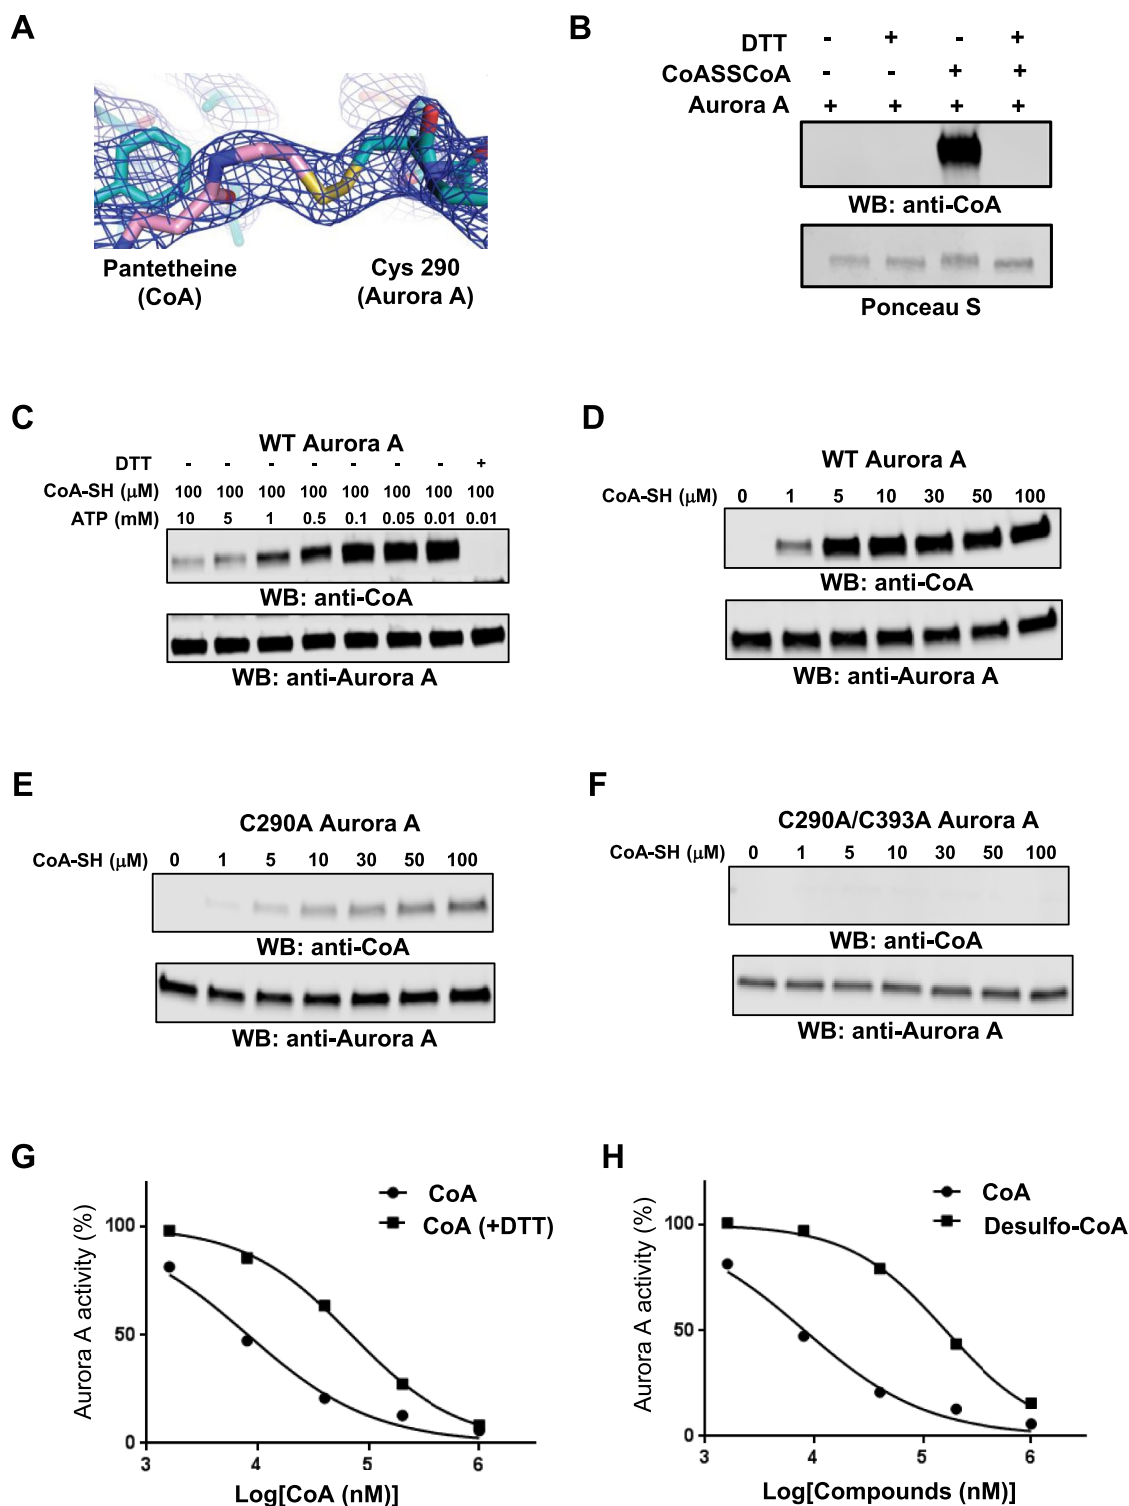 A
Pantetheine
(CoA)
Cys 290
(Aurora A)
B
DTT - + - +
CoASSCoA - - + +
Aurora A + + + +
WB: anti-CoA
Ponceau S
C
WT Aurora A
DTT - - - - - - - +
CoA-SH (μM) 100 100 100 100 100 100 100 100
ATP (mM) 10 5 1 0.5 0.1 0.05 0.01 0.01
WB: anti-CoA
WB: anti-Aurora A
D
WT Aurora A
CoA-SH (μM) 0 1 5 10 30 50 100
WB: anti-CoA
WB: anti-Aurora A
E
C290A Aurora A
CoA-SH (μM) 0 1 5 10 30 50 100
WB: anti-CoA
WB: anti-Aurora A
F
C290A/C393A Aurora A
CoA-SH (μM) 0 1 5 10 30 50 100
WB: anti-CoA
WB: anti-Aurora A
G
CoA
CoA (+DTT)
Aurora A activity (%)
100
50
0
3 4 5 6
Log[CoA (nM)]
H
CoA
Desulfo-CoA
Aurora A activity (%)
100
50
0
3 4 5 6
Log[Compounds (nM)]